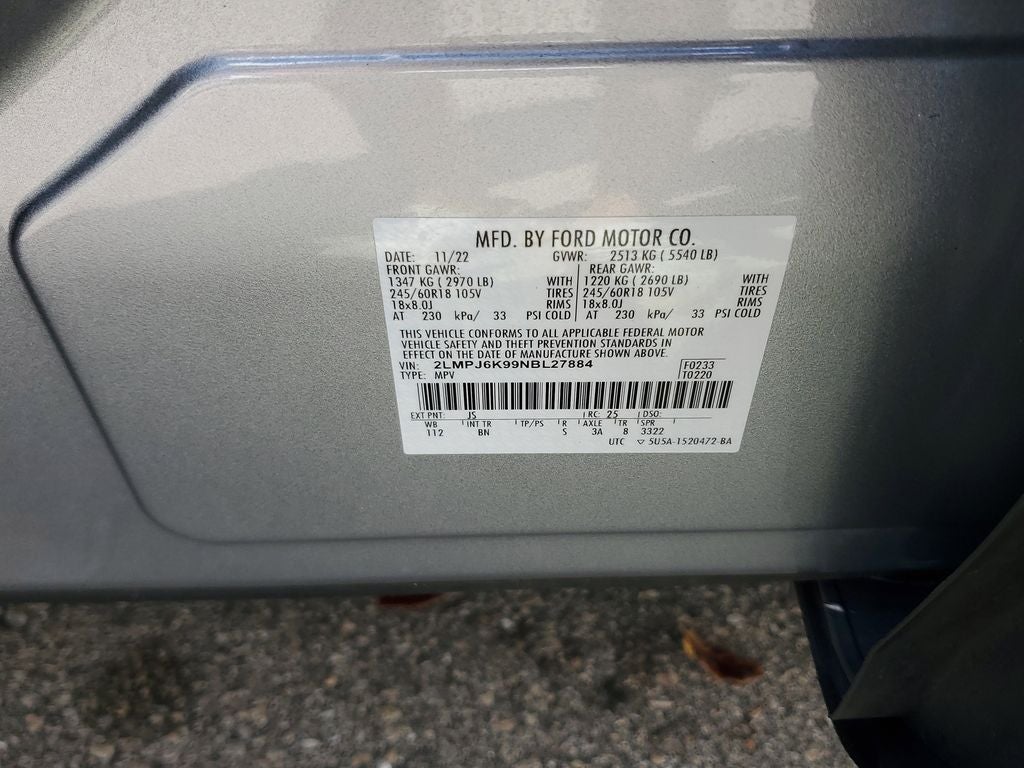 MFD. BY FORD MOTOR CO.
DATE: 11/22 GVWR: 2513 KG ( 5540 LB)
FRONT GAWR: REAR GAWR:
1347 KG ( 2970 LB) WITH 1220 KG ( 2690 LB) WITH
245/60R18 105V TIRES 245/60R18 105V TIRES
18x8.0J RIMS 18x8.0J RIMS
AT 230 kPa/ 33 PSI COLD AT 230 kPa/ 33 PSI COLD
THIS VEHICLE CONFORMS TO ALL APPLICABLE FEDERAL MOTOR
VEHICLE SAFETY AND THEFT PREVENTION STANDARDS IN
EFFECT ON THE DATE OF MANUFACTURE SHOWN ABOVE.
VIN: 2LMPJ6K99NBL27884 F0233
TYPE: MPV T0220
EXT PNT: JS RC: 25 DSO:
WB INT TR TP/PS R AXLE TR SPR
112 BN S 3A 8 3322
UTC ▽ 5U5A-1520472-BA